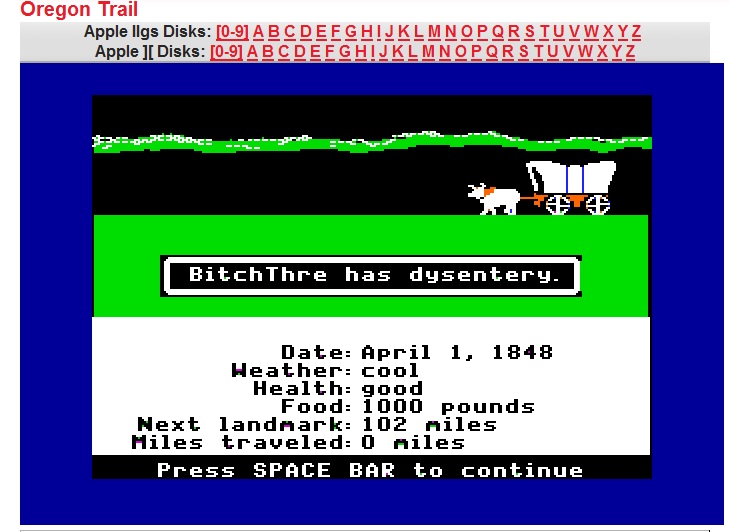 Oregon Trail
Apple IIgs Disks: [0-9] A B C D E F G H I J K L M N O P Q R S T U V W X Y Z
Apple ][ Disks: [0-9] A B C D E F G H I J K L M N O P Q R S T U V W X Y Z
BitchThre has dysentery.
Date: April 1, 1848
Weather: cool
Health: good
Food: 1000 pounds
Next landmark: 102 miles
Miles traveled: 0 miles
Press SPACE BAR to continue